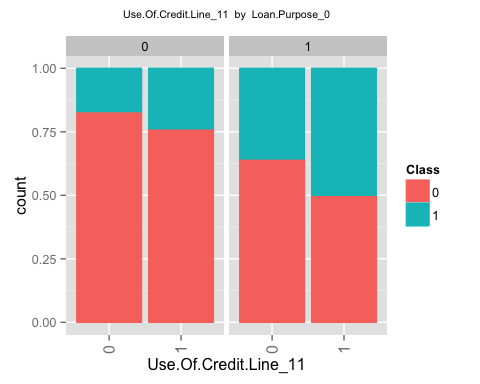 Use.Of.Credit.Line_11 by Loan.Purpose_0
0 1
1.00
0.75
0.50
0.25
0.00
count
0 1 0 1
Use.Of.Credit.Line_11
Class
0
1